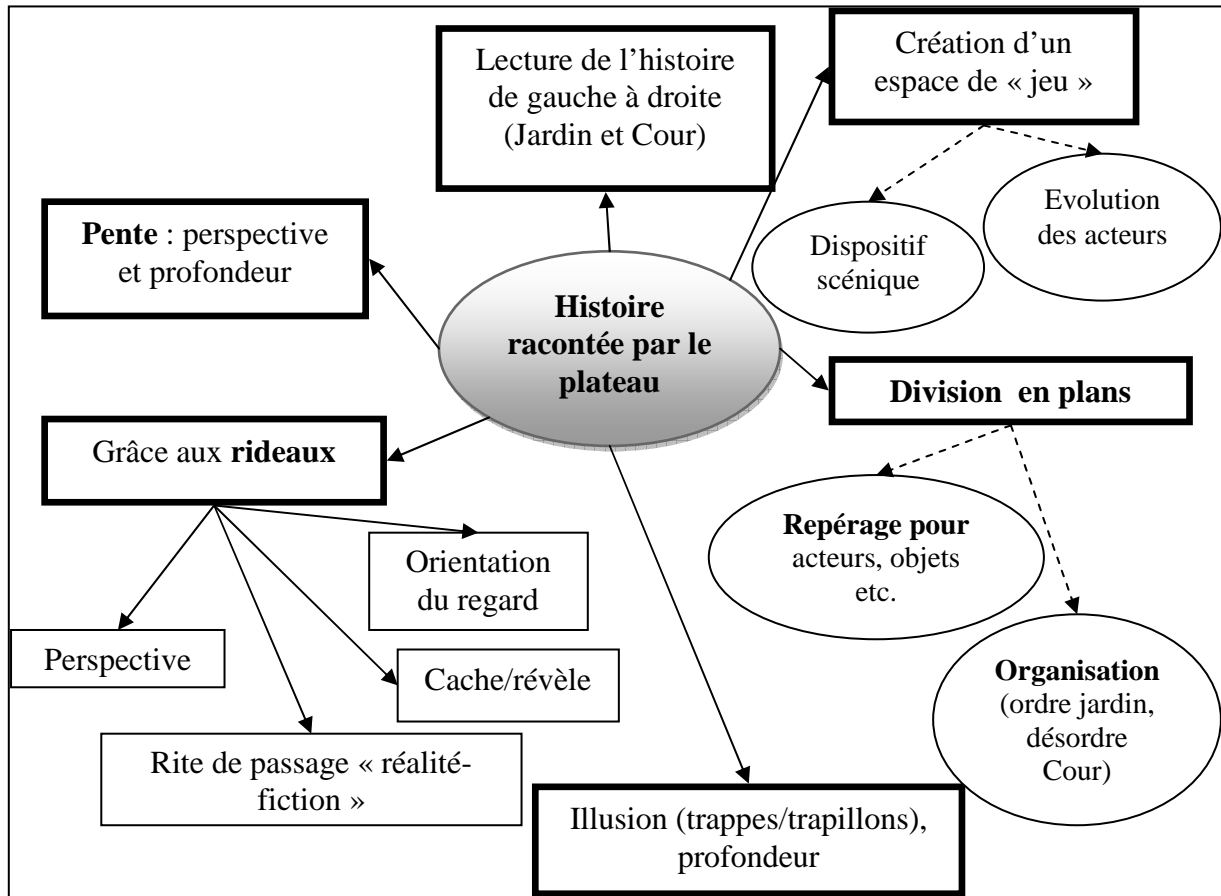 Lecture de l’histoire
de gauche à droite
(Jardin et Cour)
Création d’un
espace de « jeu »
Pente : perspective
et profondeur
Dispositif
scénique
Evolution
des acteurs
Histoire
racontée par le
plateau
Division en plans
Grâce aux rideaux
Repérage pour
acteurs, objets
etc.
Orientation
du regard
Perspective
Cache/révèle
Organisation
(ordre jardin,
désordre
Cour)
Rite de passage « réalité-
fiction »
Illusion (trappes/trapillons),
profondeur